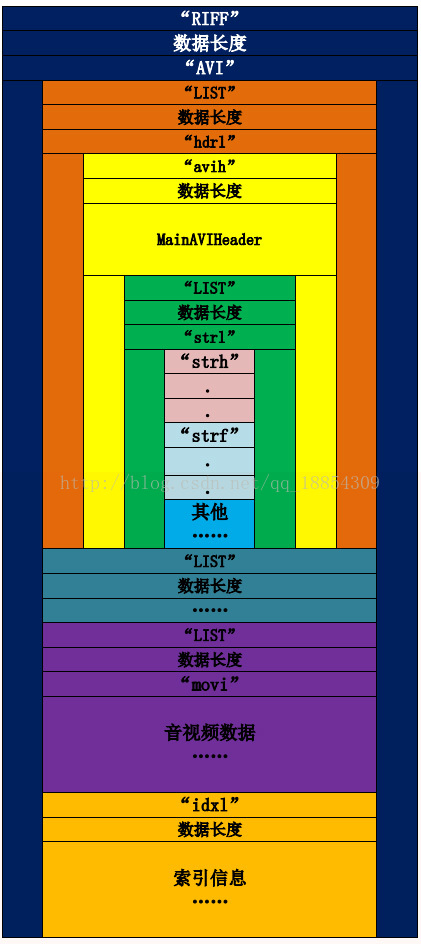 “RIFF”
数据长度
“AVI”
“LIST”
数据长度
“hdrl”
“avih”
数据长度
MainAVIHeader
“LIST”
数据长度
“strl”
“strh”
.
.
“strf”
.
http://blog.csdn.net/qq_18854309
.
其他
……
“LIST”
数据长度
……
“LIST”
数据长度
“movi”
音视频数据
……
“idxl”
数据长度
索引信息
……